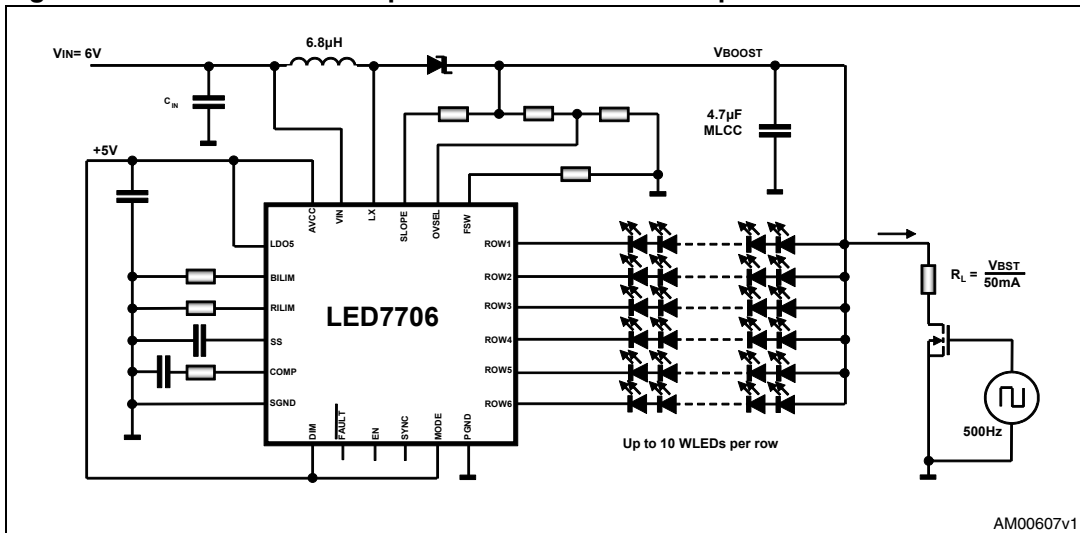 VIN= 6V
6.8µH
VBOOST
CIN
4.7µF
MLCC
+5V
AVCC
VIN
LX
SLOPE
OVSEL
FSW
LDO5
BILIM
RILIM
SS
COMP
SGND
LED7706
ROW1
ROW2
ROW3
ROW4
ROW5
ROW6
DIM
FAULT
EN
SYNC
MODE
PGND
RL = VBST
50mA
500Hz
Up to 10 WLEDs per row
AM00607v1